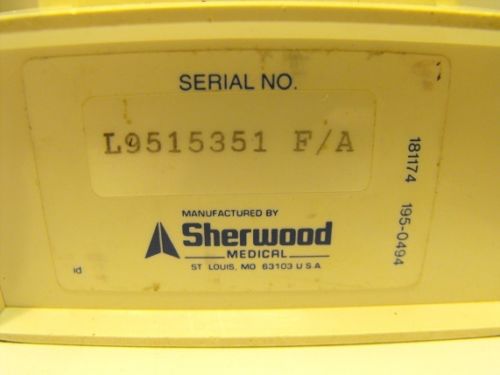 SERIAL NO.
L9515351 F/A
MANUFACTURED BY
Sherwood
MEDICAL
ST. LOUIS, MO 63103 U S A
id
181174 195-0494